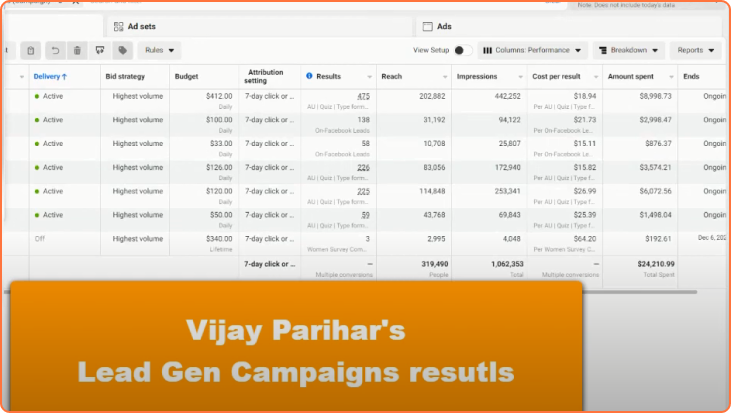 Note: Does not include today's data
Ad sets
Ads
Rules
View Setup
Columns: Performance
Breakdown
Reports
Delivery ↑ Bid strategy Budget Attribution setting Results Reach Impressions Cost per result Amount spent Ends
Active Highest volume $412.00 7-day click or ... 475 202,882 442,252 $18.94 $8,998.73 Ongoin
Daily AU | Quiz | Type form... Per AU | Quiz | Type f...
Active Highest volume $100.00 7-day click or ... 138 31,192 94,122 $21.73 $2,998.47 Ongoin
Daily On-Facebook Leads Per On-Facebook Le...
Active Highest volume $33.00 7-day click or ... 58 10,708 25,807 $15.11 $876.37 Ongoin
Daily On-Facebook Leads Per On-Facebook Le...
Active Highest volume $126.00 7-day click or ... 226 83,056 172,940 $15.82 $3,574.21 Ongoin
Daily AU | Quiz | Type form... Per AU | Quiz | Type f...
Active Highest volume $120.00 7-day click or ... 225 114,848 253,341 $26.99 $6,072.56 Ongoin
Daily AU | Quiz | Type form... Per AU | Quiz | Type f...
Active Highest volume $50.00 7-day click or ... 59 43,768 69,843 $25.39 $1,498.04 Ongoin
Daily AU | Quiz | Type form... Per AU | Quiz | Type f...
Off Highest volume $340.00 7-day click or ... 3 2,995 4,048 $64.20 $192.61 Dec 6, 202
Lifetime Women Survey Com... Per Women Survey C...
7-day click or ... — 319,490 1,062,353 — $24,210.99
Multiple conversions People Total Multiple conversions Total Spent
Vijay Parihar's
Lead Gen Campaigns resutls